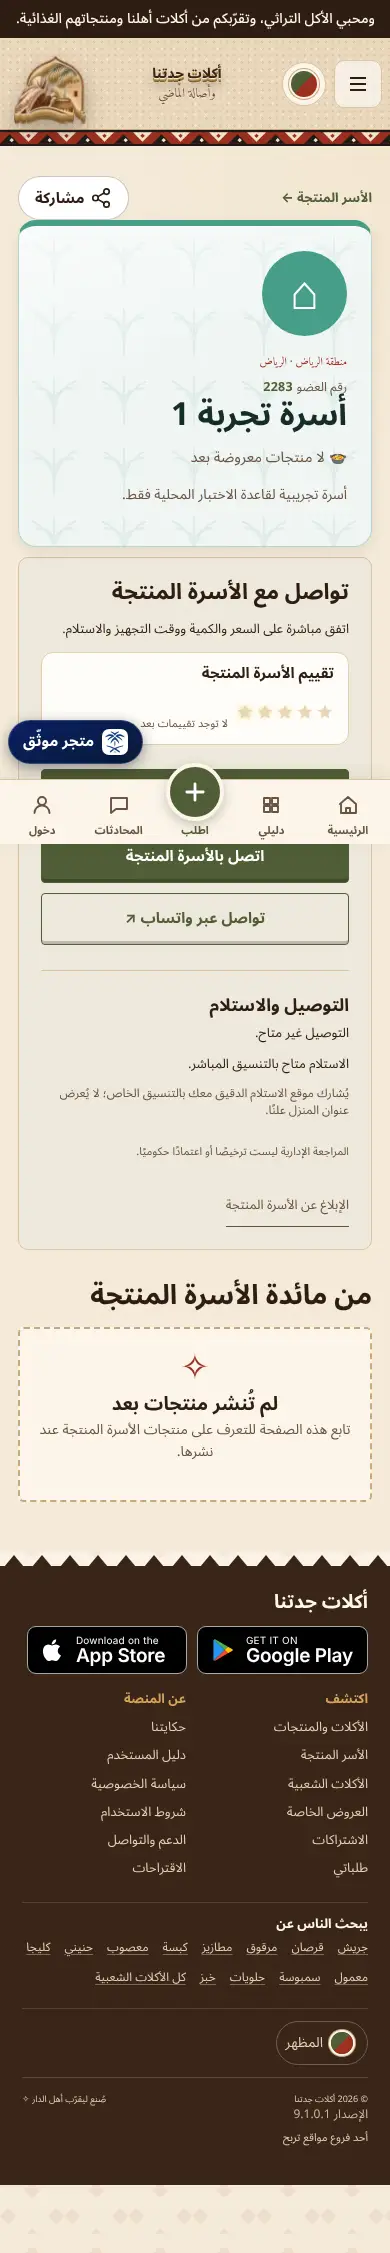 ومحبي الأكل التراثي، وتقرّبكم من أكلات أهلنا ومنتجاتهم الغذائية.
أكلات جدتنا
وأصالة الماضي
الأسر المنتجة ←
مشاركة
منطقة الرياض · الرياض
رقم العضو 2283
أسرة تجربة 1
لا منتجات معروضة بعد
أسرة تجريبية لقاعدة الاختبار المحلية فقط.
تواصل مع الأسرة المنتجة
اتفق مباشرة على السعر والكمية ووقت التجهيز والاستلام.
تقييم الأسرة المنتجة
لا توجد تقييمات بعد
متجر موثّق
الرئيسية
دليلي
اطلب
المحادثات
دخول
اتصل بالأسرة المنتجة
تواصل عبر واتساب ↗
التوصيل والاستلام
التوصيل غير متاح.
الاستلام متاح بالتنسيق المباشر.
يُشارك موقع الاستلام الدقيق معك بالتنسيق الخاص؛ لا يُعرض
عنوان المنزل علنًا.
المراجعة الإدارية ليست ترخيصًا أو اعتمادًا حكوميًا.
الإبلاغ عن الأسرة المنتجة
من مائدة الأسرة المنتجة
لم تُنشر منتجات بعد
تابع هذه الصفحة للتعرف على منتجات الأسرة المنتجة عند
نشرها.
أكلات جدتنا
GET IT ON
Google Play
Download on the
App Store
اكتشف
الأكلات والمنتجات
الأسر المنتجة
الأكلات الشعبية
العروض الخاصة
الاشتراكات
طلباتي
عن المنصة
حكايتنا
دليل المستخدم
سياسة الخصوصية
شروط الاستخدام
الدعم والتواصل
الاقتراحات
يبحث الناس عن
جريش قرصان مرقوق مطازيز كبسة معصوب حنيني كليجا
معمول سمبوسة حلويات خبز كل الأكلات الشعبية
المظهر
© 2026 أكلات جدتنا
صُنع ليقرّب أهل الدار ✧
الإصدار 9.1.0.1
أحد فروع مواقع تريح